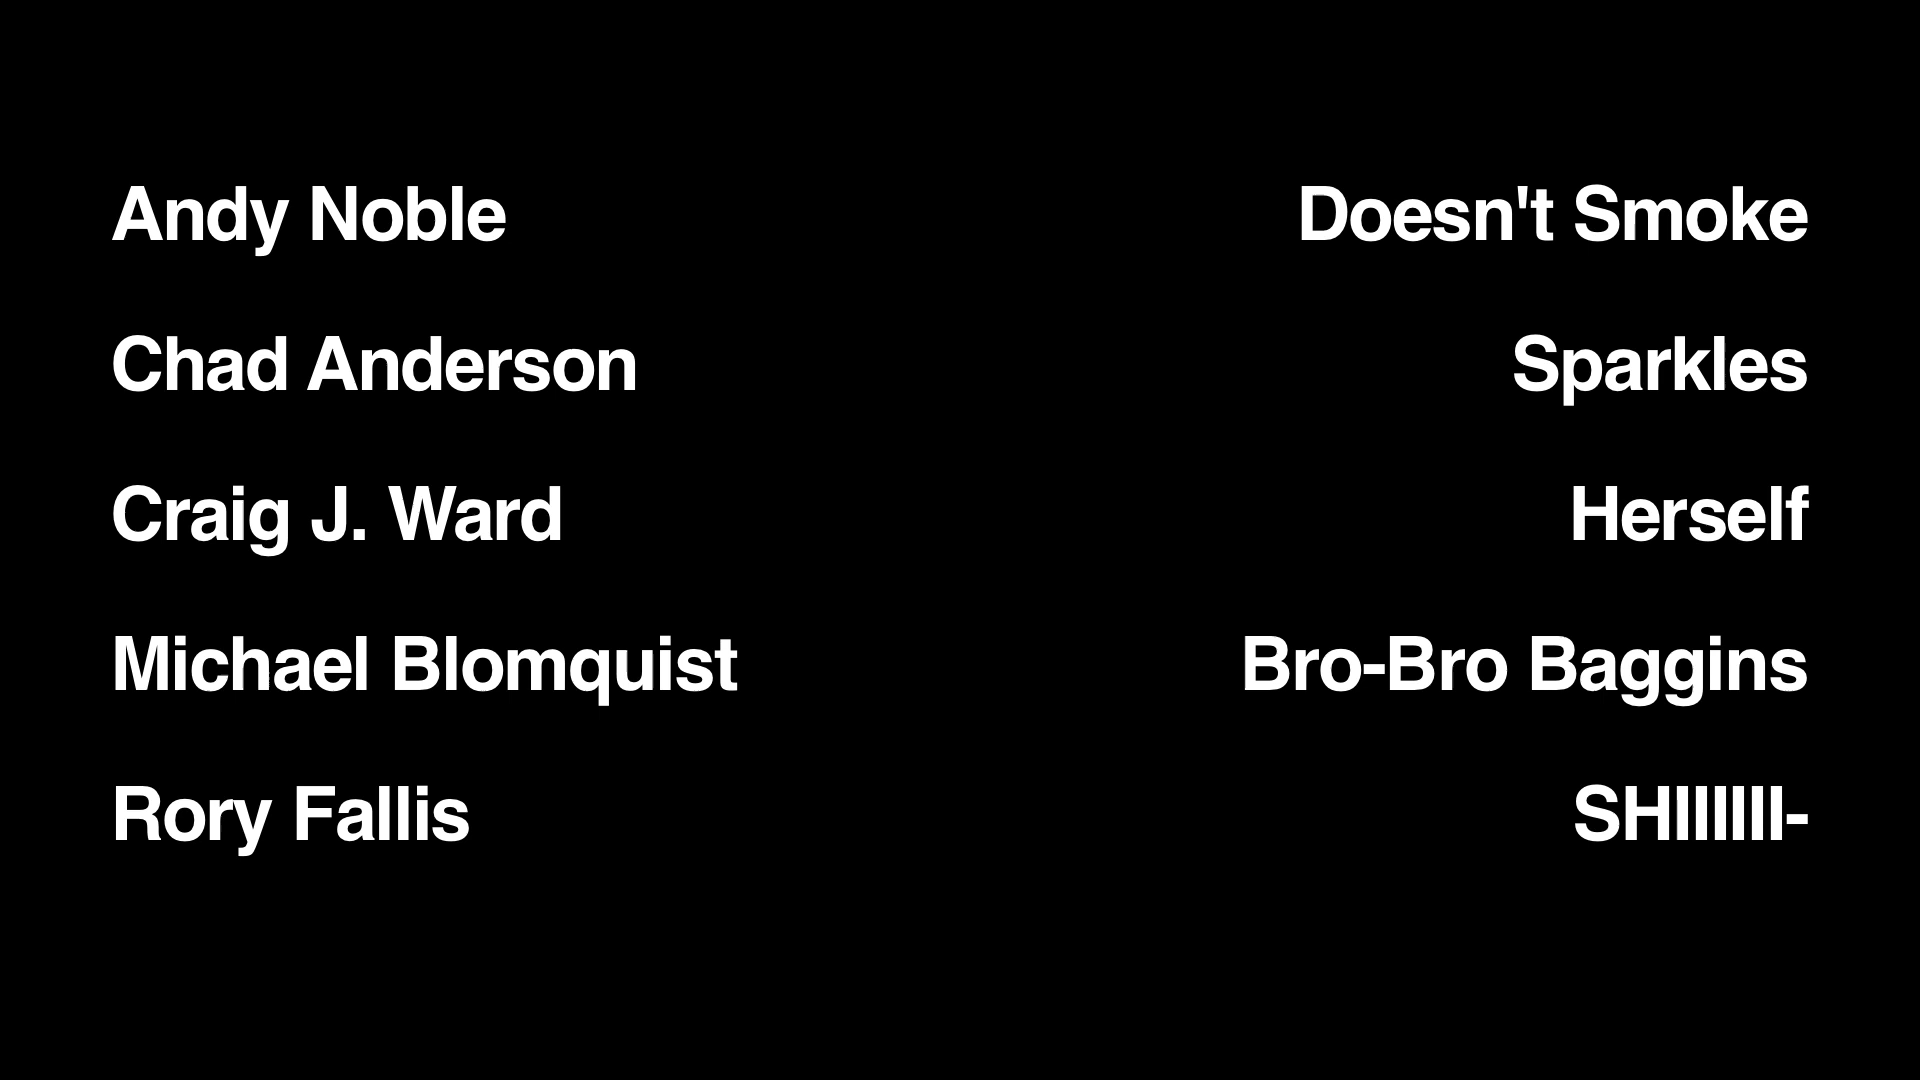 Andy Noble Doesn't Smoke
Chad Anderson Sparkles
Craig J. Ward Herself
Michael Blomquist Bro-Bro Baggins
Rory Fallis SHIIIIII-